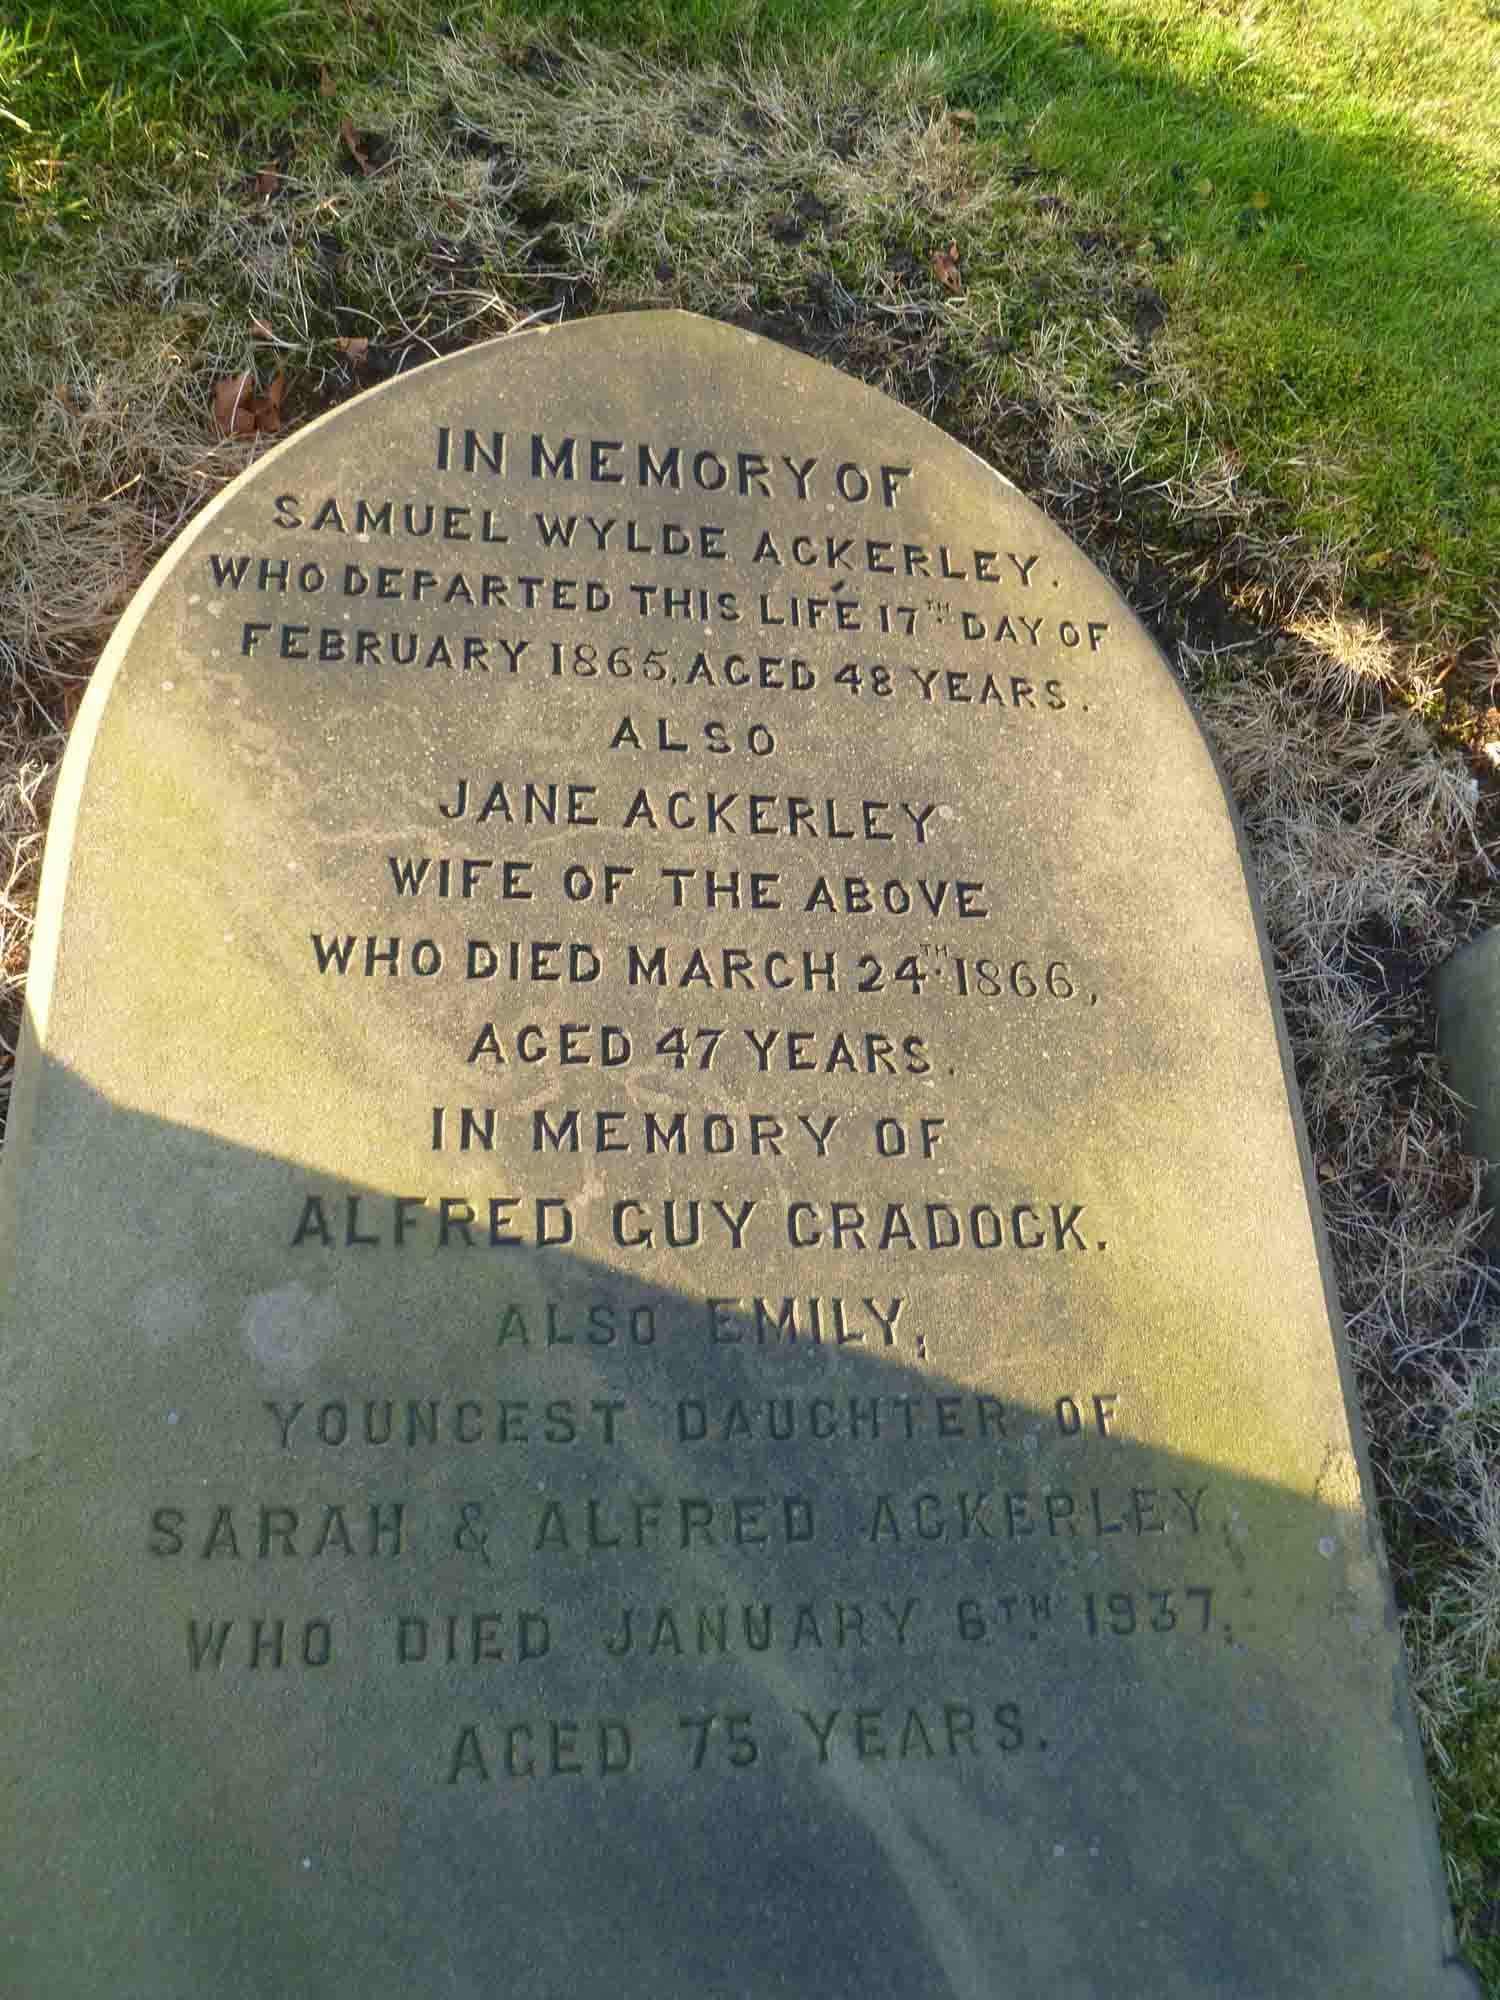 IN MEMORY OF
SAMUEL WYLDE ACKERLEY.
WHO DEPARTED THIS LIFE 17TH DAY OF
FEBRUARY 1865, AGED 48 YEARS.
ALSO
JANE ACKERLEY
WIFE OF THE ABOVE
WHO DIED MARCH 24TH 1866,
AGED 47 YEARS.
IN MEMORY OF
ALFRED GUY CRADOCK.
ALSO EMILY,
YOUNGEST DAUGHTER OF
SARAH & ALFRED ACKERLEY,
WHO DIED JANUARY 6TH 1937,
AGED 75 YEARS.